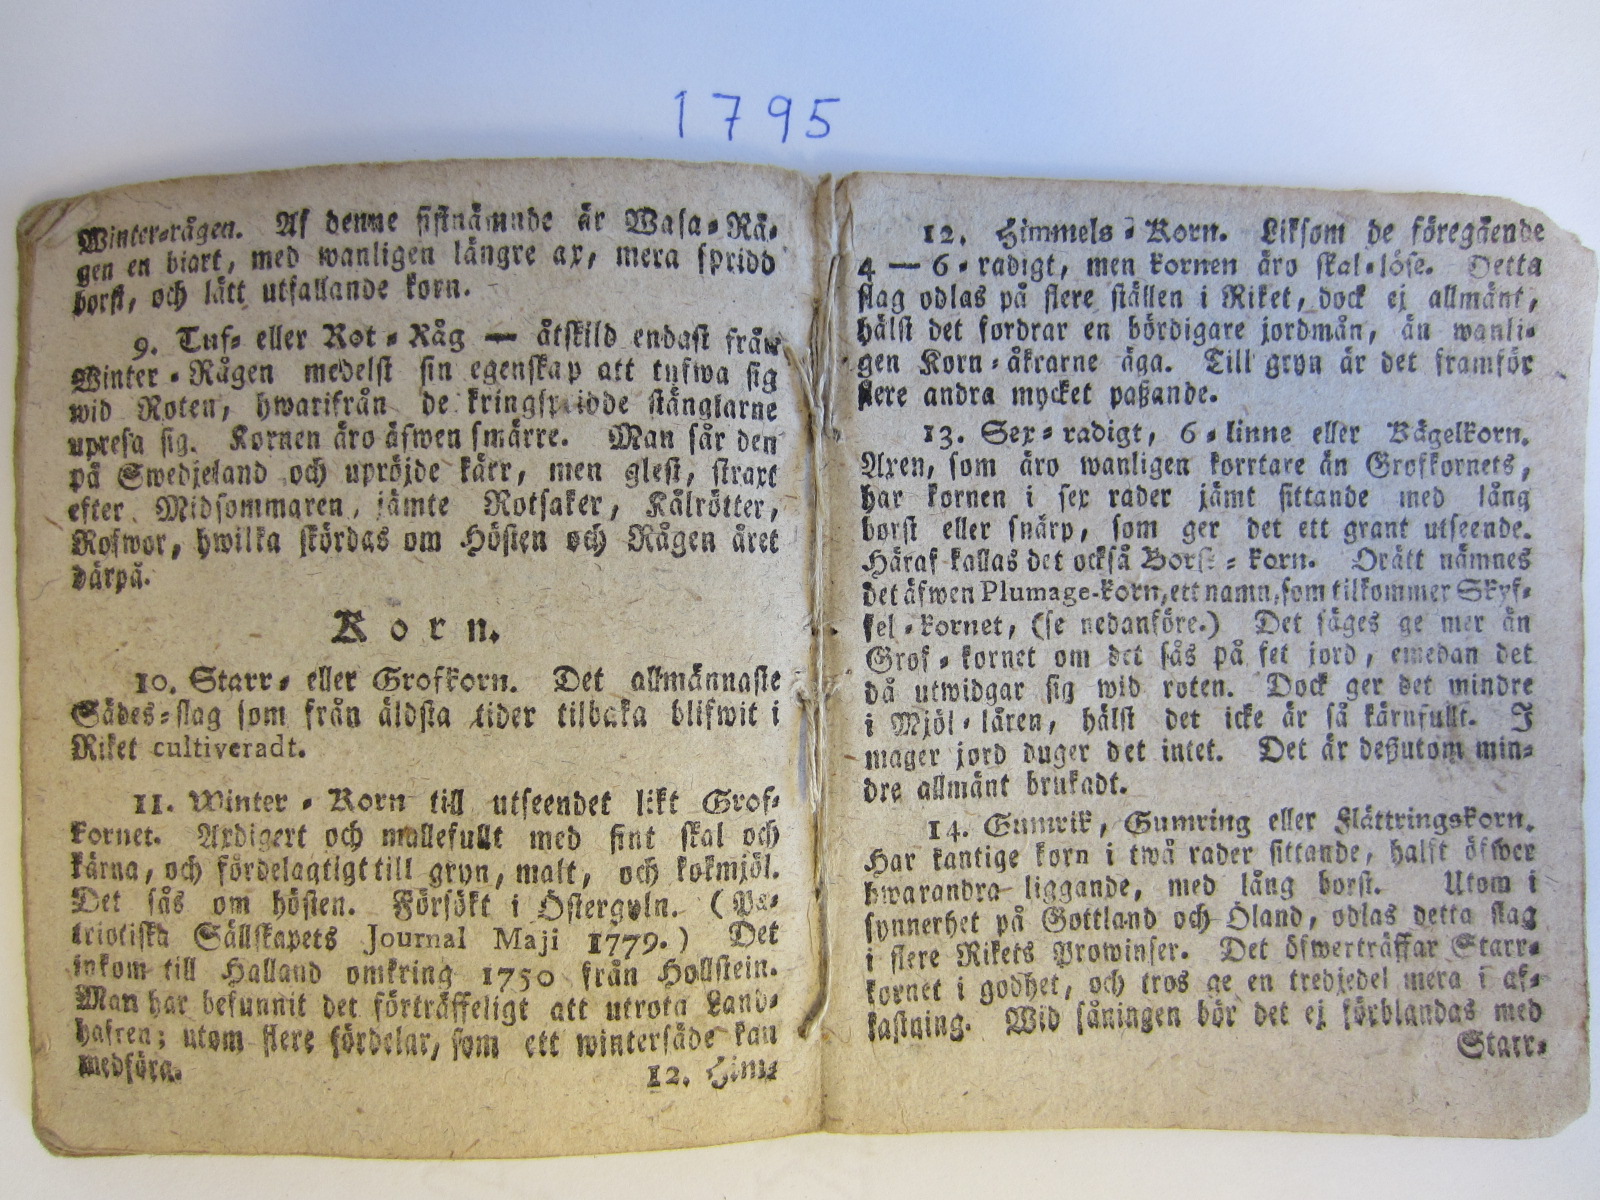 1795
Winter-rågen. Af denne sistnämnde är Wasa-Rå-
gen en biart, med wanligen längre ax, mera spridd
borst, och lätt utfallande korn.
9. Tuf- eller Rot-Råg — åtskild endast från
Winter-Rågen medelst sin egenskap att tufwa sig
wid Roten, hwarifrån de kringspridde stänglarne
upresa sig. Kornen äro äfwen smärre. Man sår den
på Swedjeland och upröjde kärr, men glest, straxt
efter Midsommaren, jämte Rotsaker, Kålrötter,
Rofwor, hwilka skördas om Hösten och Rågen året
därpå.
Korn.
10. Starr- eller Grofkorn. Det allmännaste
Sädes-slag som från äldsta tider tilbaka blifwit i
Riket cultiveradt.
11. Winter-Korn till utseendet likt Grof-
kornet. Axdigert och mallefullt med fint skal och
kärna, och fördelagtigt till gryn, malt, och kokmjöl.
Det sås om hösten. Försökt i Östergyln. (Pa-
triotiska Sällskapets Journal Maji 1779.) Det
inkom till Halland omkring 1750 från Hollstein.
Man har befunnit det förträffeligt att utrota Land-
hafren; utom flere fördelar, som ett wintersäde kan
medföra.
12. Him-
12. Himmels-Korn. Liksom de föregående
4 — 6-radigt, men kornen äro skal-löse. Detta
slag odlas på flere ställen i Riket, dock ej allmänt,
hälst det fordrar en bördigare jordmån, än wanli-
gen Korn-åkrarne äga. Till gryn är det framför
flere andra mycket paßande.
13. Sex-radigt, 6-linne eller Bägelkorn.
Axen, som äro wanligen korrtare än Grofkornets,
har kornen i sex rader jämt sittande med lång
borst eller snärp, som ger det ett grant utseende.
Häraf kallas det också Borst-korn. Orätt nämnes
det äfwen Plumage-korn, ett namn, som tilkommer Skyf-
fel-kornet, (se nedanföre.) Det säges ge mer än
Grof-kornet om det sås på fet jord, emedan det
då utwidgar sig wid roten. Dock ger det mindre
i Mjöl-lären, hälst det icke är så kärnfullt. I
mager jord duger det intet. Det är deßutom min-
dre allmänt brukadt.
14. Gumrik, Gumring eller Flättringskorn.
Har kantige korn i twå rader sittande, halft öfwer
hwarandra liggande, med lång borst. Utom i
synnerhet på Gottland och Öland, odlas detta slag
i flere Rikets Prowinser. Det öfwerträffar Starr-
kornet i godhet, och tros ge en tredjedel mera i af-
kastning. Wid såningen bör det ej förblandas med
Starr-